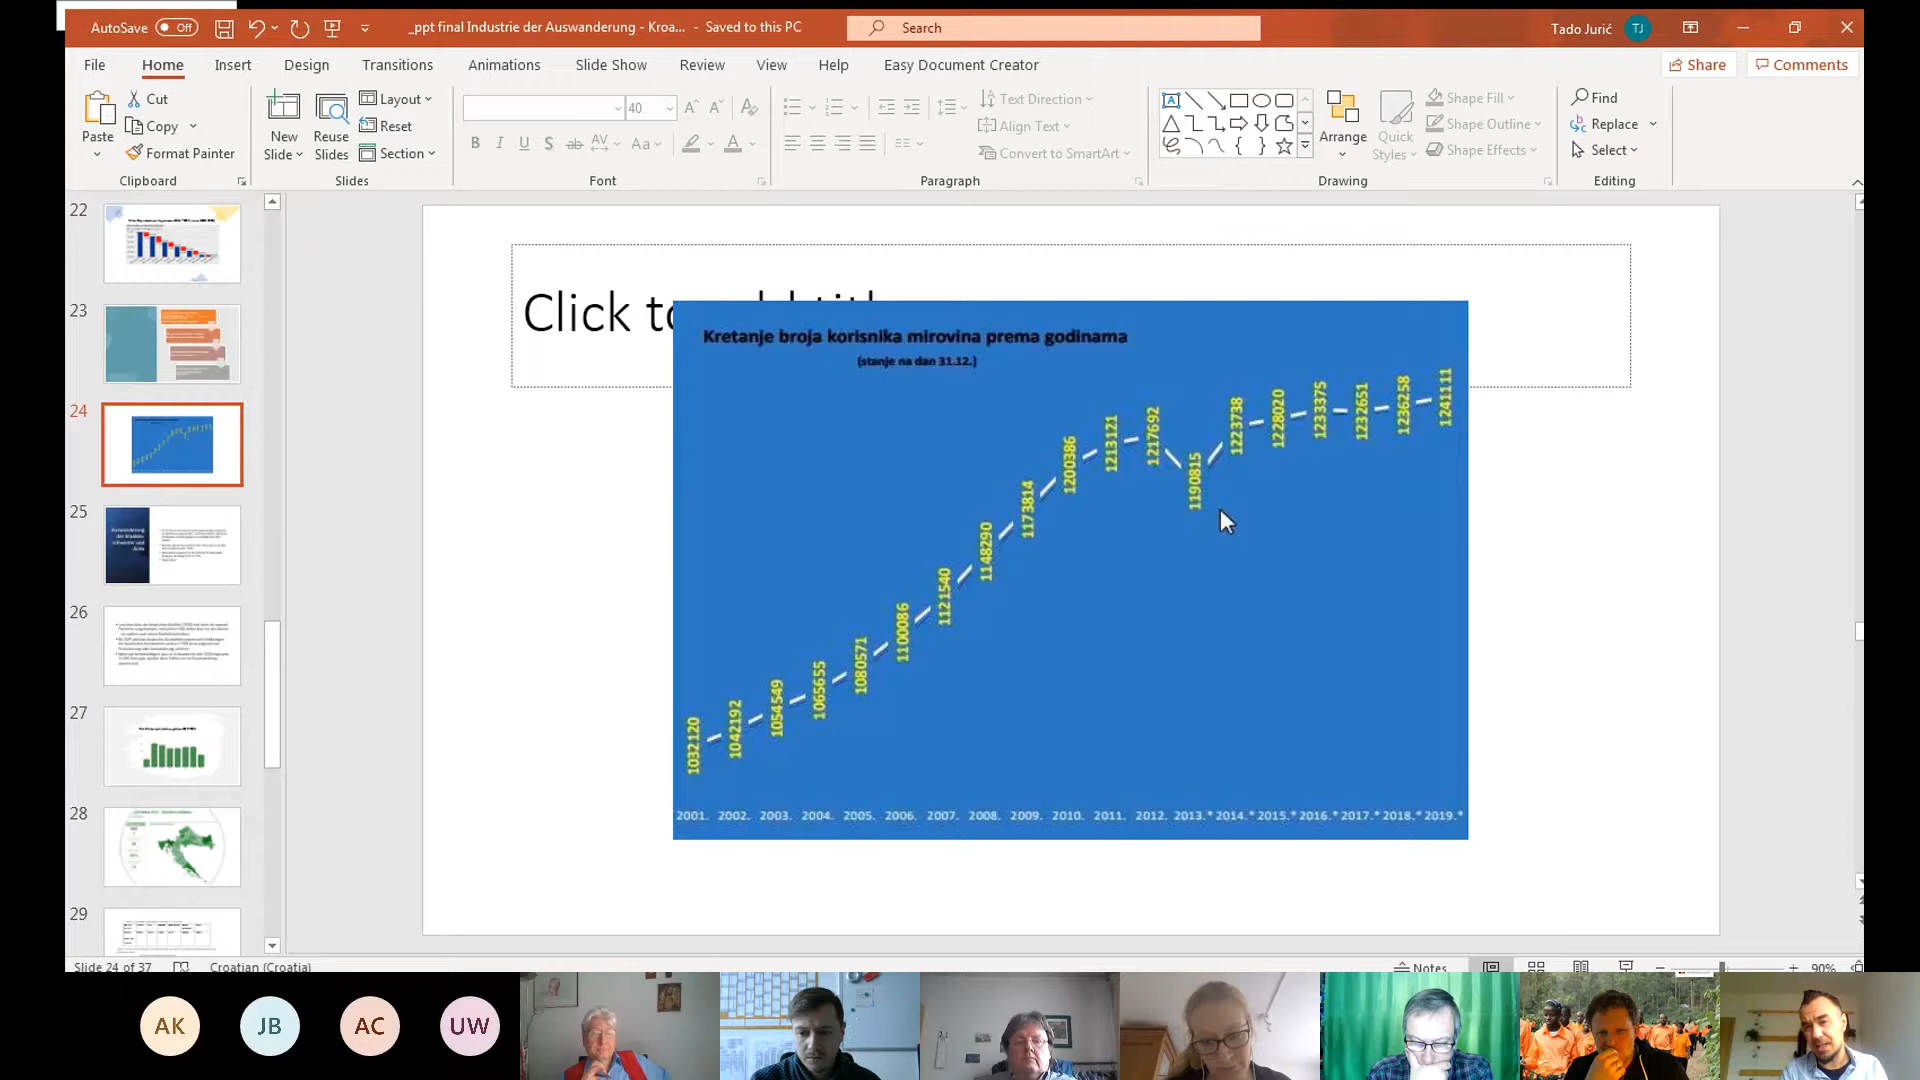 AutoSave Off
_ppt final Industrie der Auswanderung - Kroa... - Saved to this PC
Search
Tado Jurić TJ
File Home Insert Design Transitions Animations Slide Show Review View Help Easy Document Creator
Share Comments
Paste
Cut
Copy
Format Painter
Clipboard
New
Slide
Reuse
Slides
Layout
Reset
Section
Slides
40
B I U S ab AV Aa A
Font
Text Direction
Align Text
Convert to SmartArt
Paragraph
Arrange
Quick
Styles
Shape Fill
Shape Outline
Shape Effects
Drawing
Find
Replace
Select
Editing
22
23
24
25
26
27
28
29
Click to
Kretanje broja korisnika mirovina prema godinama
(stanje na dan 31.12.)
1032120
1042192
1054549
1065655
1080571
1100086
1121540
1148290
1173814
1200386
1213121
1217692
1190815
1223738
1228020
1233375
1232651
1236258
1241111
2001. 2002. 2003. 2004. 2005. 2006. 2007. 2008. 2009. 2010. 2011. 2012. 2013.* 2014.* 2015.* 2016.* 2017.* 2018.* 2019.*
Slide 24 of 37 Croatian (Croatia)
Notes 90%
AK JB AC UW